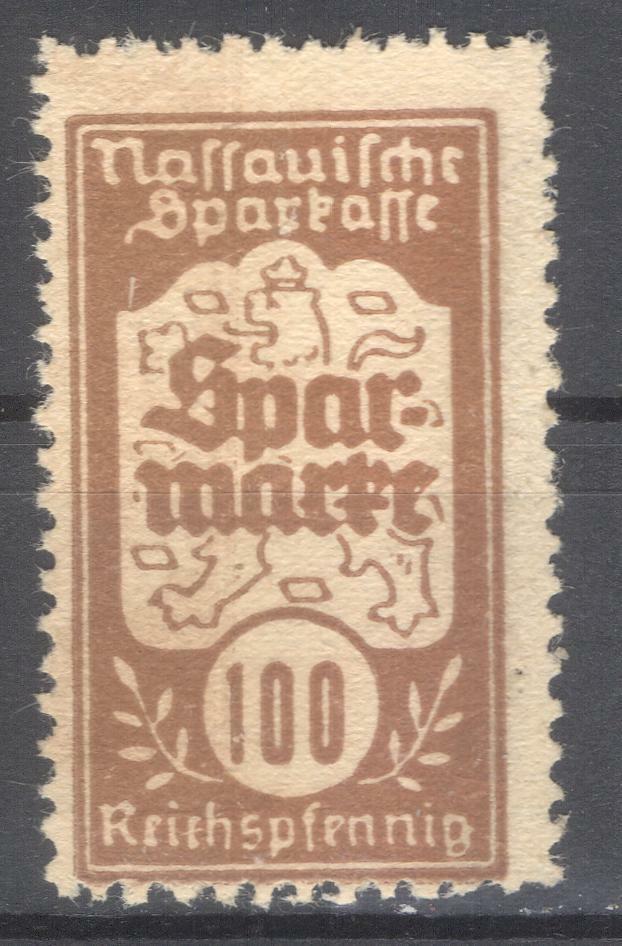 Nassauische
Sparkasse
Spar-
marke
100
Reichspfennig